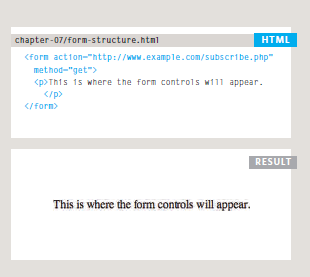 chapter-07/form-structure.html
HTML
<form action="http://www.example.com/subscribe.php"
method="get">
<p>This is where the form controls will appear.
</p>
</form>
RESULT
This is where the form controls will appear.